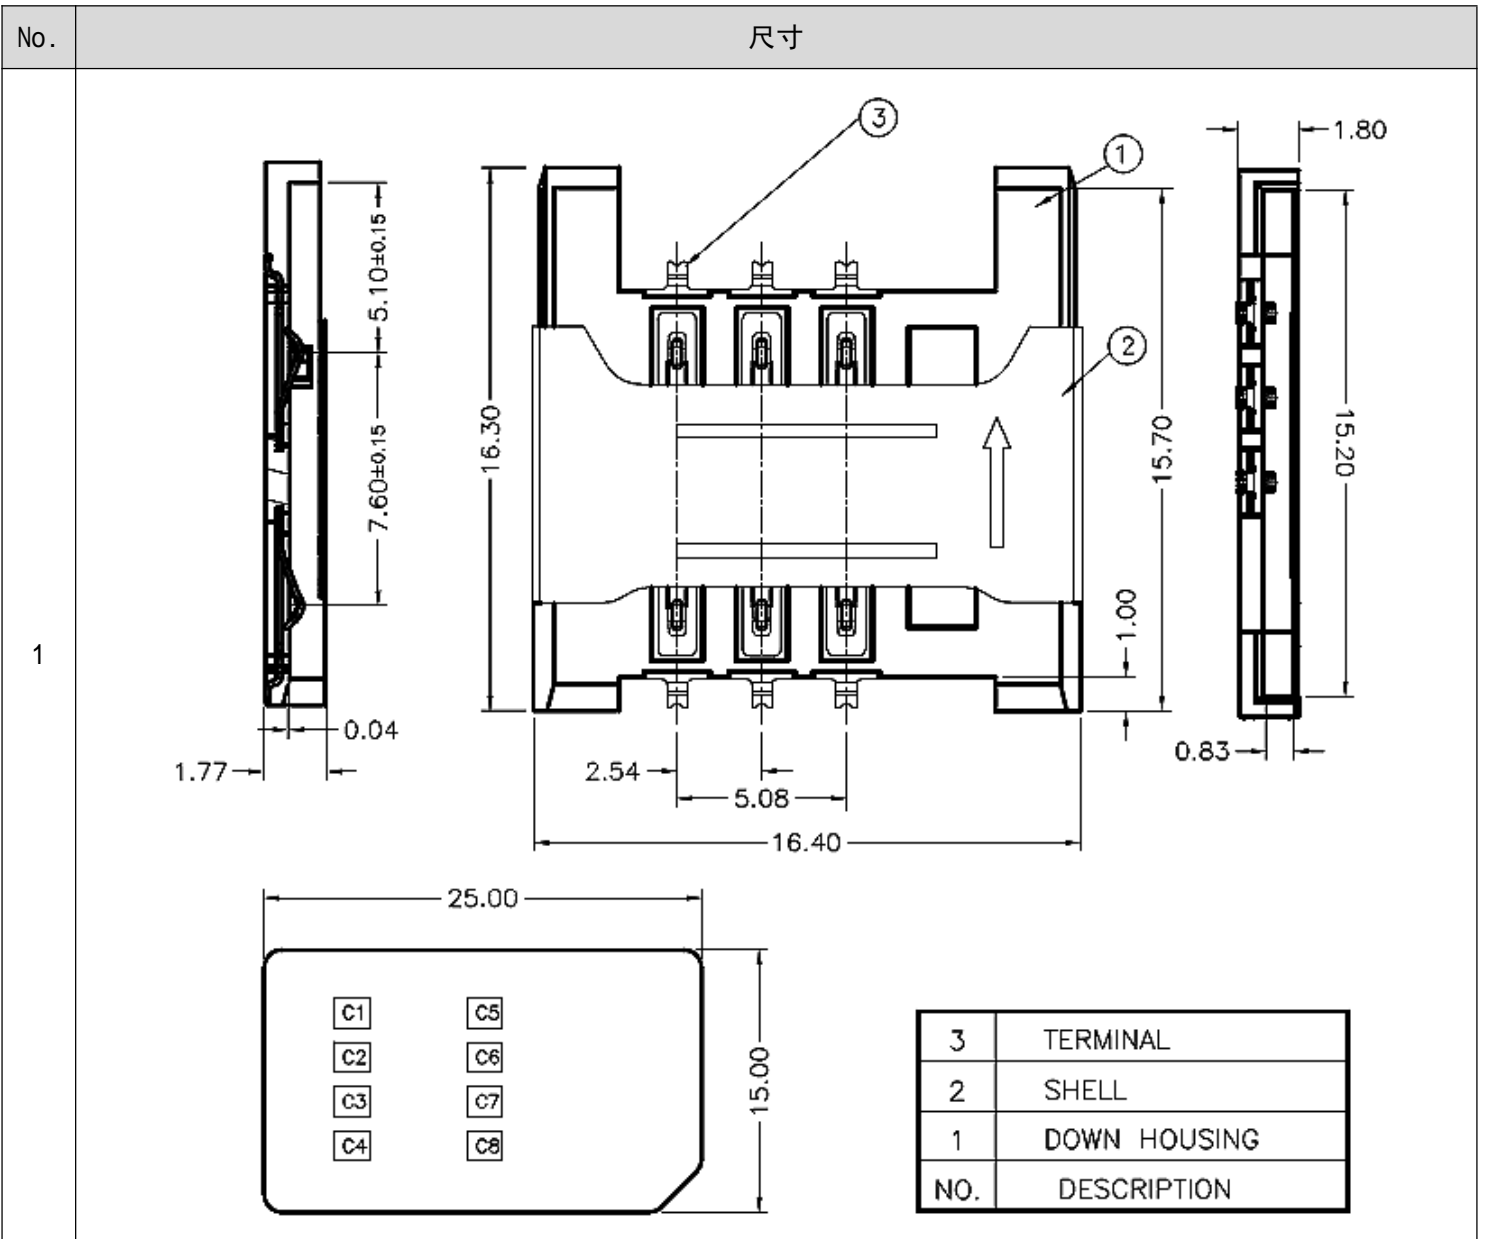 No.
尺寸
1
3
1
2
1.80
5.10±0.15
7.60±0.15
16.30
15.70
15.20
1.00
0.04
1.77
2.54
5.08
16.40
0.83
25.00
15.00
C1 C5
C2 C6
C3 C7
C4 C8
3 TERMINAL
2 SHELL
1 DOWN HOUSING
NO. DESCRIPTION